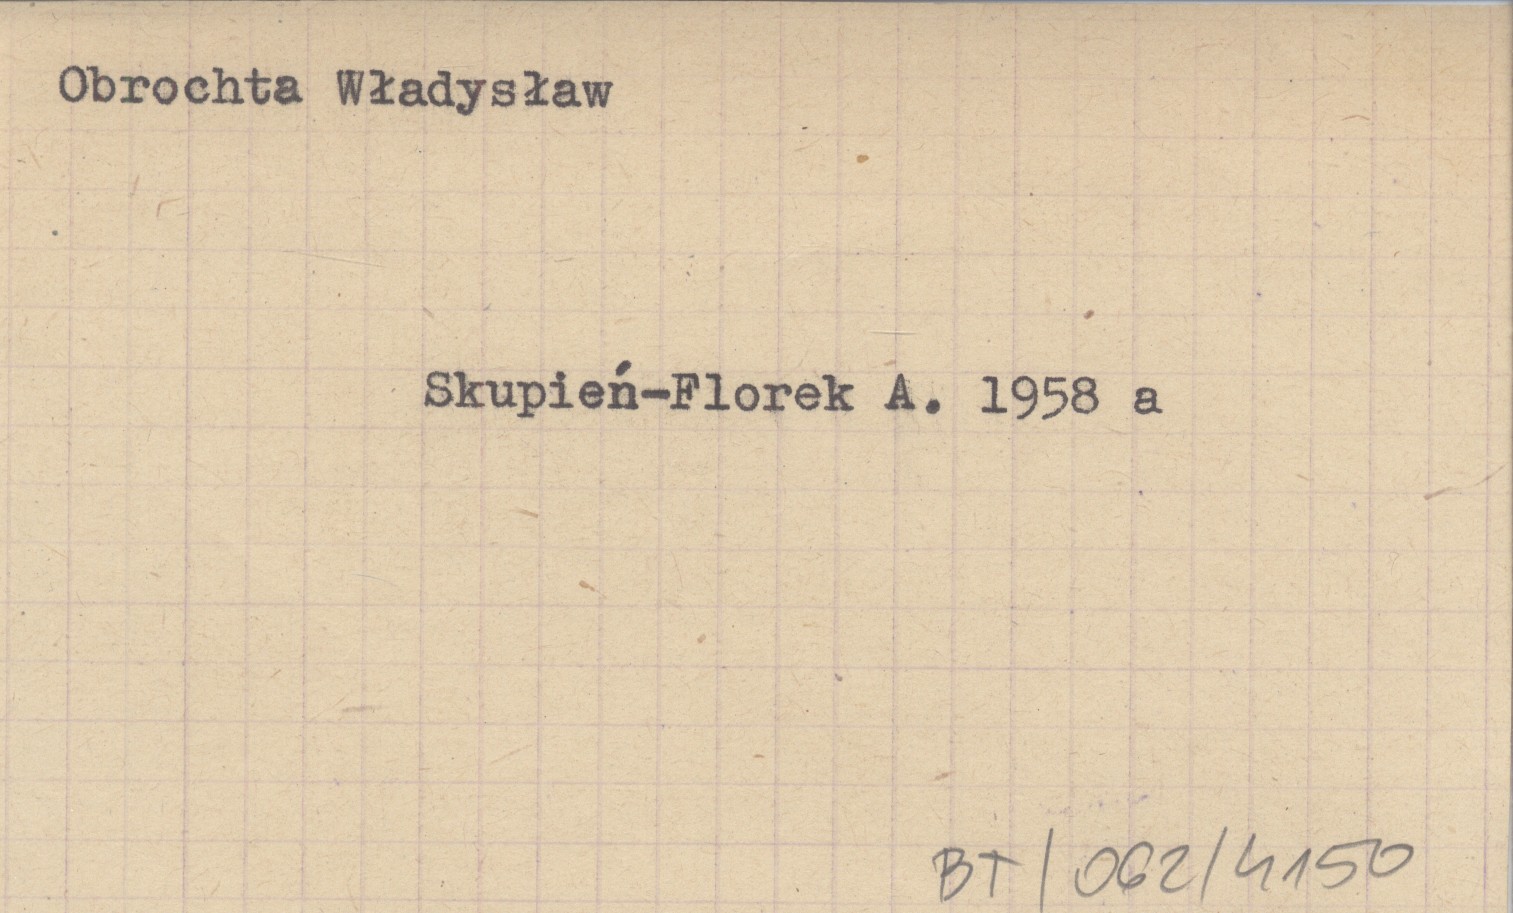 Obrochta Władysław
Skupień-Florek A. 1958 a
BT/062/4150